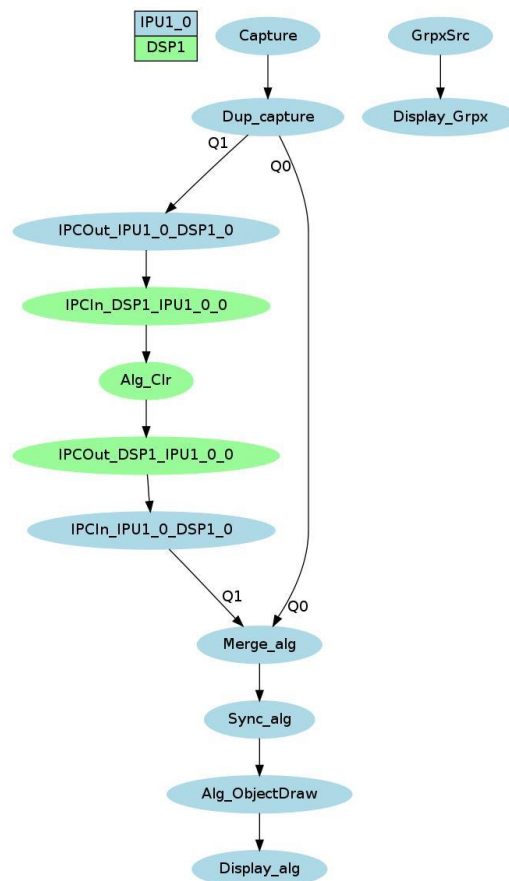 IPU1_0
DSP1
Capture
GrpxSrc
Dup_capture
Display_Grpx
Q1
Q0
IPCOut_IPU1_0_DSP1_0
IPCIn_DSP1_IPU1_0_0
Alg_Clr
IPCOut_DSP1_IPU1_0_0
IPCIn_IPU1_0_DSP1_0
Q1
Q0
Merge_alg
Sync_alg
Alg_ObjectDraw
Display_alg